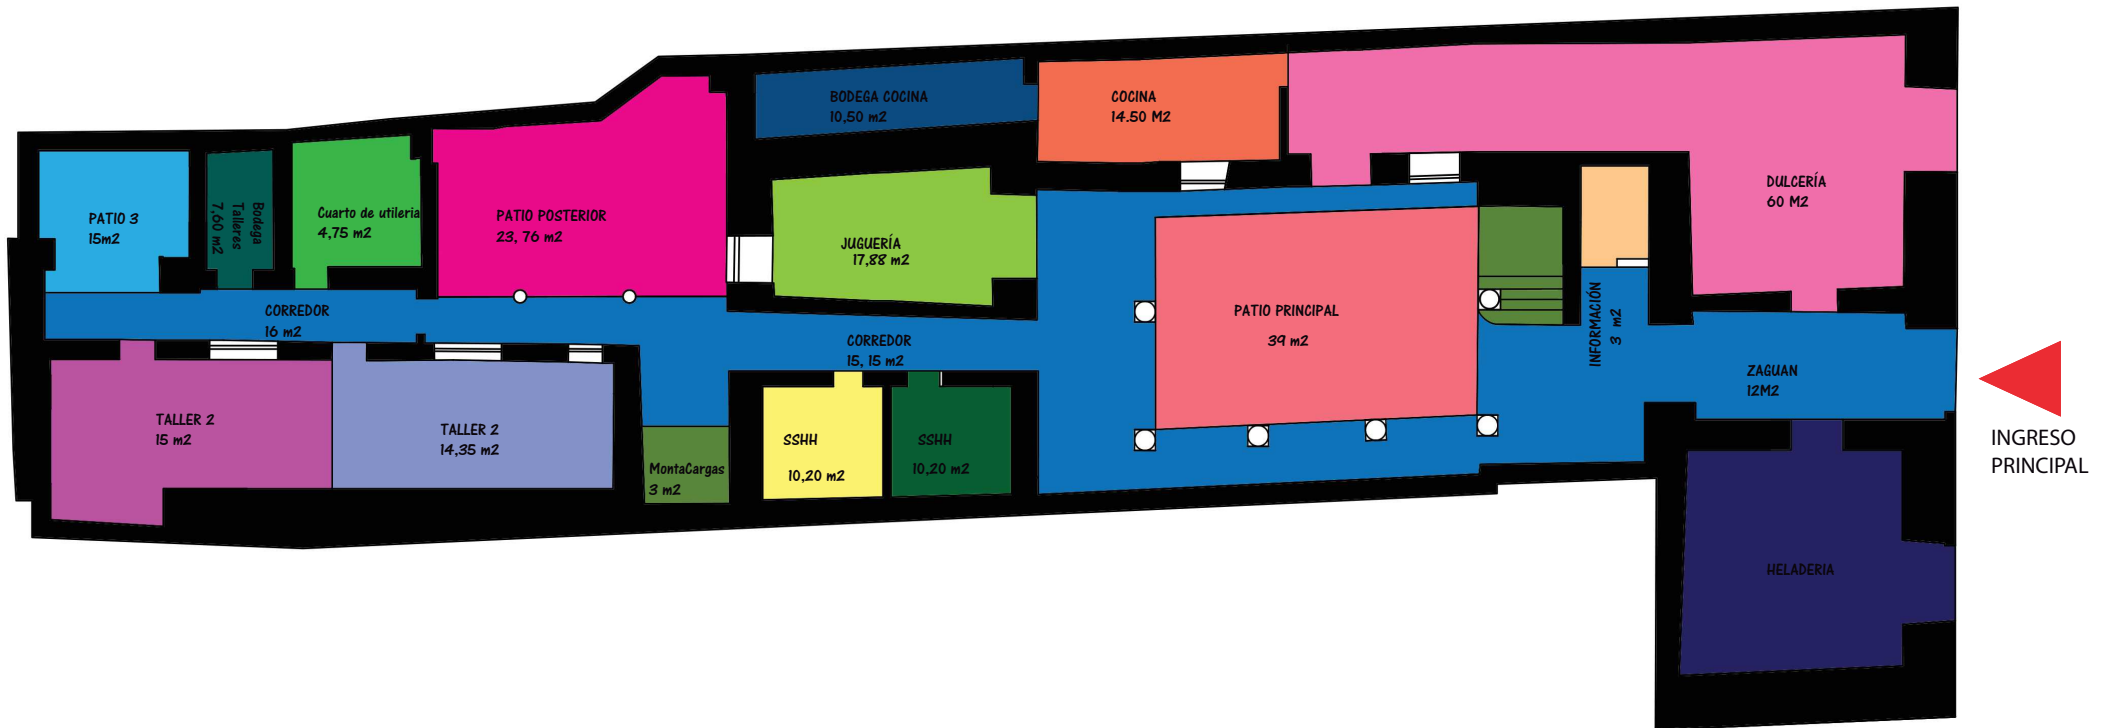 BODEGA COCINA
10,50 m2
COCINA
14.50 M2
DULCERÍA
60 M2
PATIO 3
15m2
Bodega
Talleres
7,60 m2
Cuarto de utileria
4,75 m2
PATIO POSTERIOR
23, 76 m2
JUGUERÍA
17,88 m2
PATIO PRINCIPAL
39 m2
INFORMACIÓN
3 m2
CORREDOR
16 m2
CORREDOR
15, 15 m2
ZAGUAN
12M2
TALLER 2
15 m2
TALLER 2
14,35 m2
MontaCargas
3 m2
SSHH
10,20 m2
SSHH
10,20 m2
INGRESO
PRINCIPAL
HELADERIA